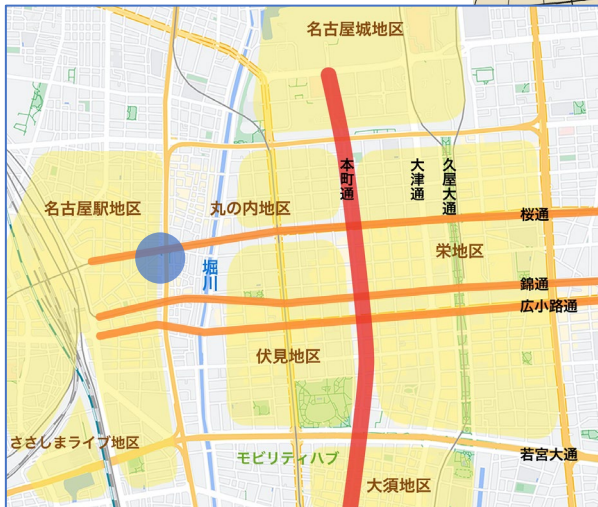 名古屋城地区
本町通
大津通
久屋大通
名古屋駅地区
丸の内地区
桜通
栄地区
堀川
錦通
広小路通
伏見地区
ささしまライブ地区
モビリティハブ
若宮大通
大須地区